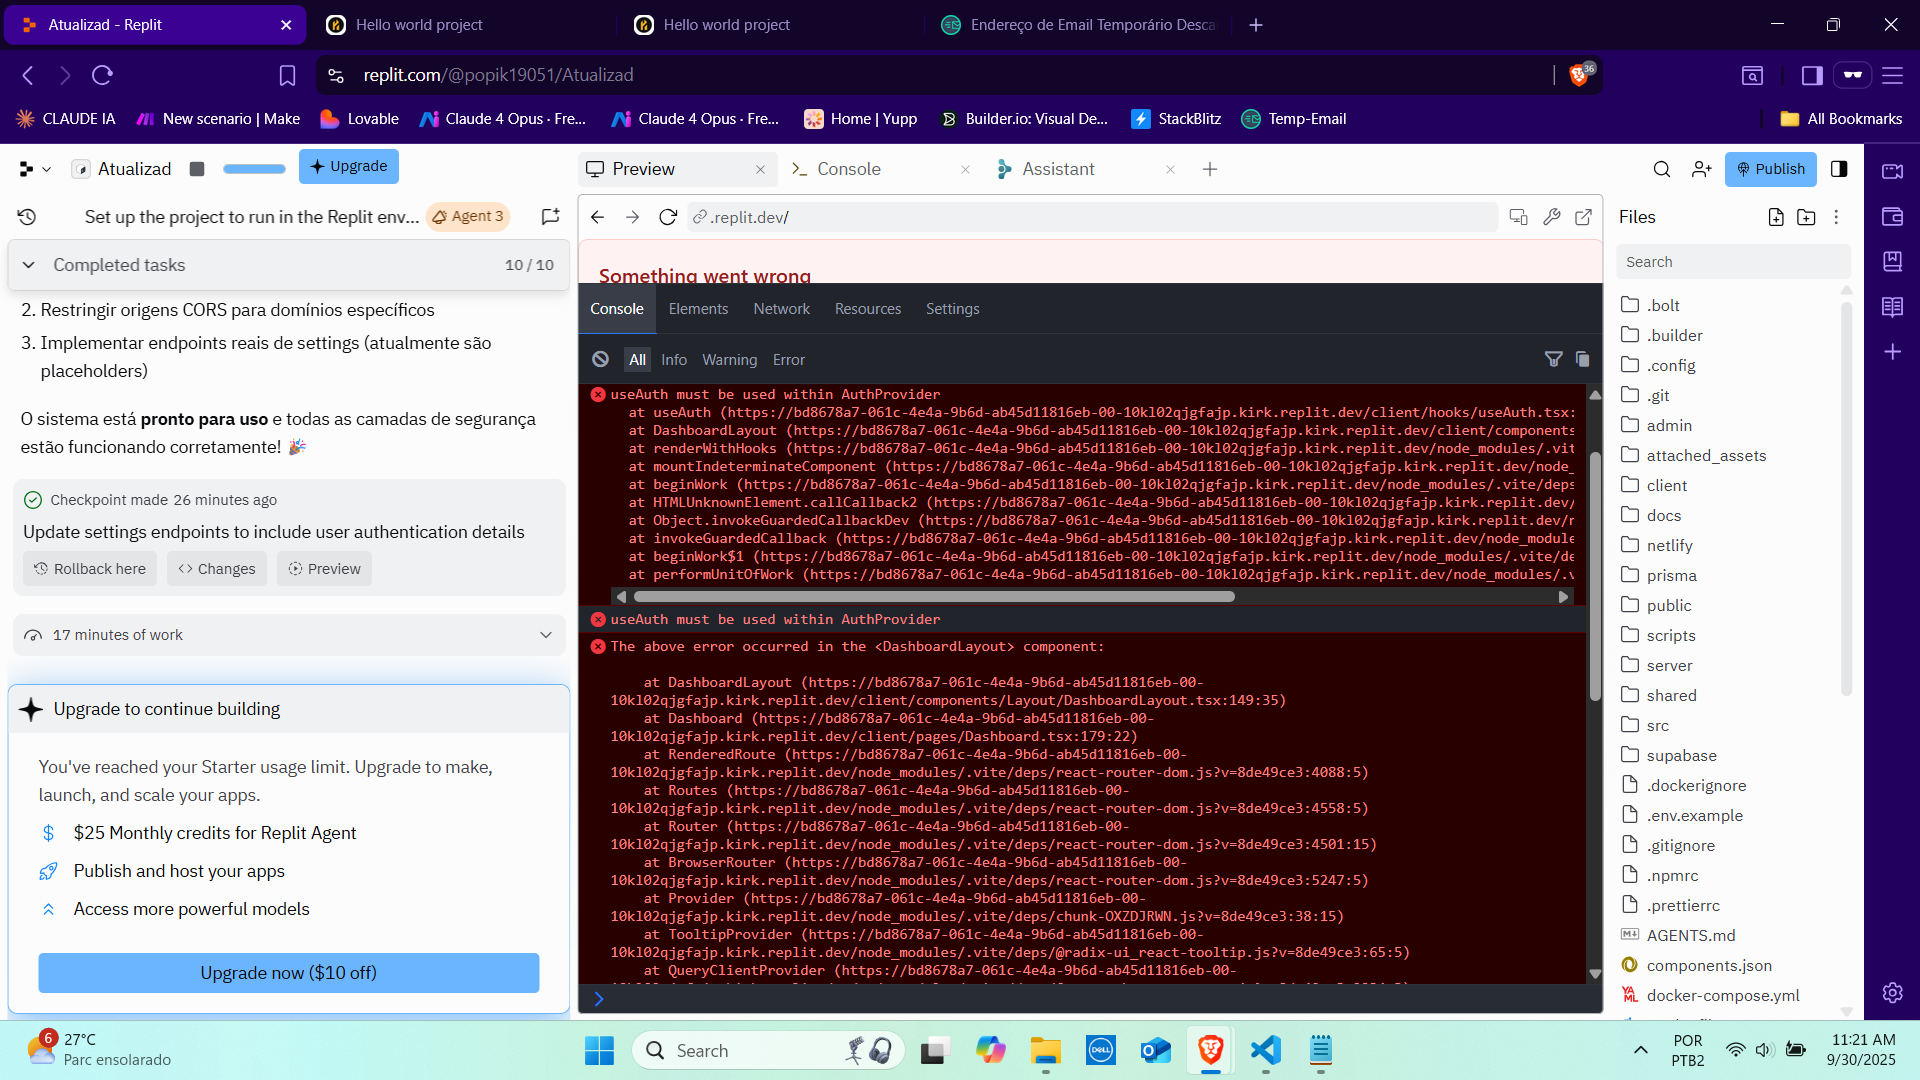 Atualizad - Replit
Hello world project
Hello world project
Endereço de Email Temporário Desca
replit.com/@popik19051/Atualizad
36
CLAUDE IA
New scenario | Make
Lovable
Claude 4 Opus · Fre...
Claude 4 Opus · Fre...
Home | Yupp
Builder.io: Visual De...
StackBlitz
Temp-Email
All Bookmarks
Atualizad
Upgrade
Preview
Console
Assistant
Publish
Set up the project to run in the Replit env...
Agent 3
.replit.dev/
Files
Completed tasks
10 / 10
Something went wrong
Search
2. Restringir origens CORS para domínios específicos
3. Implementar endpoints reais de settings (atualmente são
placeholders)
O sistema está pronto para uso e todas as camadas de segurança
estão funcionando corretamente! 🎉
Checkpoint made 26 minutes ago
Update settings endpoints to include user authentication details
Rollback here
Changes
Preview
17 minutes of work
Upgrade to continue building
You've reached your Starter usage limit. Upgrade to make,
launch, and scale your apps.
$25 Monthly credits for Replit Agent
Publish and host your apps
Access more powerful models
Upgrade now ($10 off)
Console
Elements
Network
Resources
Settings
All
Info
Warning
Error
useAuth must be used within AuthProvider
at useAuth (https://bd8678a7-061c-4e4a-9b6d-ab45d11816eb-00-10kl02qjgfajp.kirk.replit.dev/client/hooks/useAuth.tsx:
at DashboardLayout (https://bd8678a7-061c-4e4a-9b6d-ab45d11816eb-00-10kl02qjgfajp.kirk.replit.dev/client/components
at renderWithHooks (https://bd8678a7-061c-4e4a-9b6d-ab45d11816eb-00-10kl02qjgfajp.kirk.replit.dev/node_modules/.vit
at mountIndeterminateComponent (https://bd8678a7-061c-4e4a-9b6d-ab45d11816eb-00-10kl02qjgfajp.kirk.replit.dev/node_
at beginWork (https://bd8678a7-061c-4e4a-9b6d-ab45d11816eb-00-10kl02qjgfajp.kirk.replit.dev/node_modules/.vite/deps
at HTMLUnknownElement.callCallback2 (https://bd8678a7-061c-4e4a-9b6d-ab45d11816eb-00-10kl02qjgfajp.kirk.replit.dev/
at Object.invokeGuardedCallbackDev (https://bd8678a7-061c-4e4a-9b6d-ab45d11816eb-00-10kl02qjgfajp.kirk.replit.dev/n
at invokeGuardedCallback (https://bd8678a7-061c-4e4a-9b6d-ab45d11816eb-00-10kl02qjgfajp.kirk.replit.dev/node_module
at beginWork$1 (https://bd8678a7-061c-4e4a-9b6d-ab45d11816eb-00-10kl02qjgfajp.kirk.replit.dev/node_modules/.vite/de
at performUnitOfWork (https://bd8678a7-061c-4e4a-9b6d-ab45d11816eb-00-10kl02qjgfajp.kirk.replit.dev/node_modules/.v
useAuth must be used within AuthProvider
The above error occurred in the <DashboardLayout> component:
at DashboardLayout (https://bd8678a7-061c-4e4a-9b6d-ab45d11816eb-00-
10kl02qjgfajp.kirk.replit.dev/client/components/Layout/DashboardLayout.tsx:149:35)
at Dashboard (https://bd8678a7-061c-4e4a-9b6d-ab45d11816eb-00-
10kl02qjgfajp.kirk.replit.dev/client/pages/Dashboard.tsx:179:22)
at RenderedRoute (https://bd8678a7-061c-4e4a-9b6d-ab45d11816eb-00-
10kl02qjgfajp.kirk.replit.dev/node_modules/.vite/deps/react-router-dom.js?v=8de49ce3:4088:5)
at Routes (https://bd8678a7-061c-4e4a-9b6d-ab45d11816eb-00-
10kl02qjgfajp.kirk.replit.dev/node_modules/.vite/deps/react-router-dom.js?v=8de49ce3:4558:5)
at Router (https://bd8678a7-061c-4e4a-9b6d-ab45d11816eb-00-
10kl02qjgfajp.kirk.replit.dev/node_modules/.vite/deps/react-router-dom.js?v=8de49ce3:4501:15)
at BrowserRouter (https://bd8678a7-061c-4e4a-9b6d-ab45d11816eb-00-
10kl02qjgfajp.kirk.replit.dev/node_modules/.vite/deps/react-router-dom.js?v=8de49ce3:5247:5)
at Provider (https://bd8678a7-061c-4e4a-9b6d-ab45d11816eb-00-
10kl02qjgfajp.kirk.replit.dev/node_modules/.vite/deps/chunk-OXZDJRWN.js?v=8de49ce3:38:15)
at TooltipProvider (https://bd8678a7-061c-4e4a-9b6d-ab45d11816eb-00-
10kl02qjgfajp.kirk.replit.dev/node_modules/.vite/deps/@radix-ui_react-tooltip.js?v=8de49ce3:65:5)
at QueryClientProvider (https://bd8678a7-061c-4e4a-9b6d-ab45d11816eb-00-
.bolt
.builder
.config
.git
admin
attached_assets
client
docs
netlify
prisma
public
scripts
server
shared
src
supabase
.dockerignore
.env.example
.gitignore
.npmrc
.prettierrc
AGENTS.md
components.json
docker-compose.yml
6
27°C
Parc ensolarado
Search
DELL
POR
PTB2
11:21 AM
9/30/2025